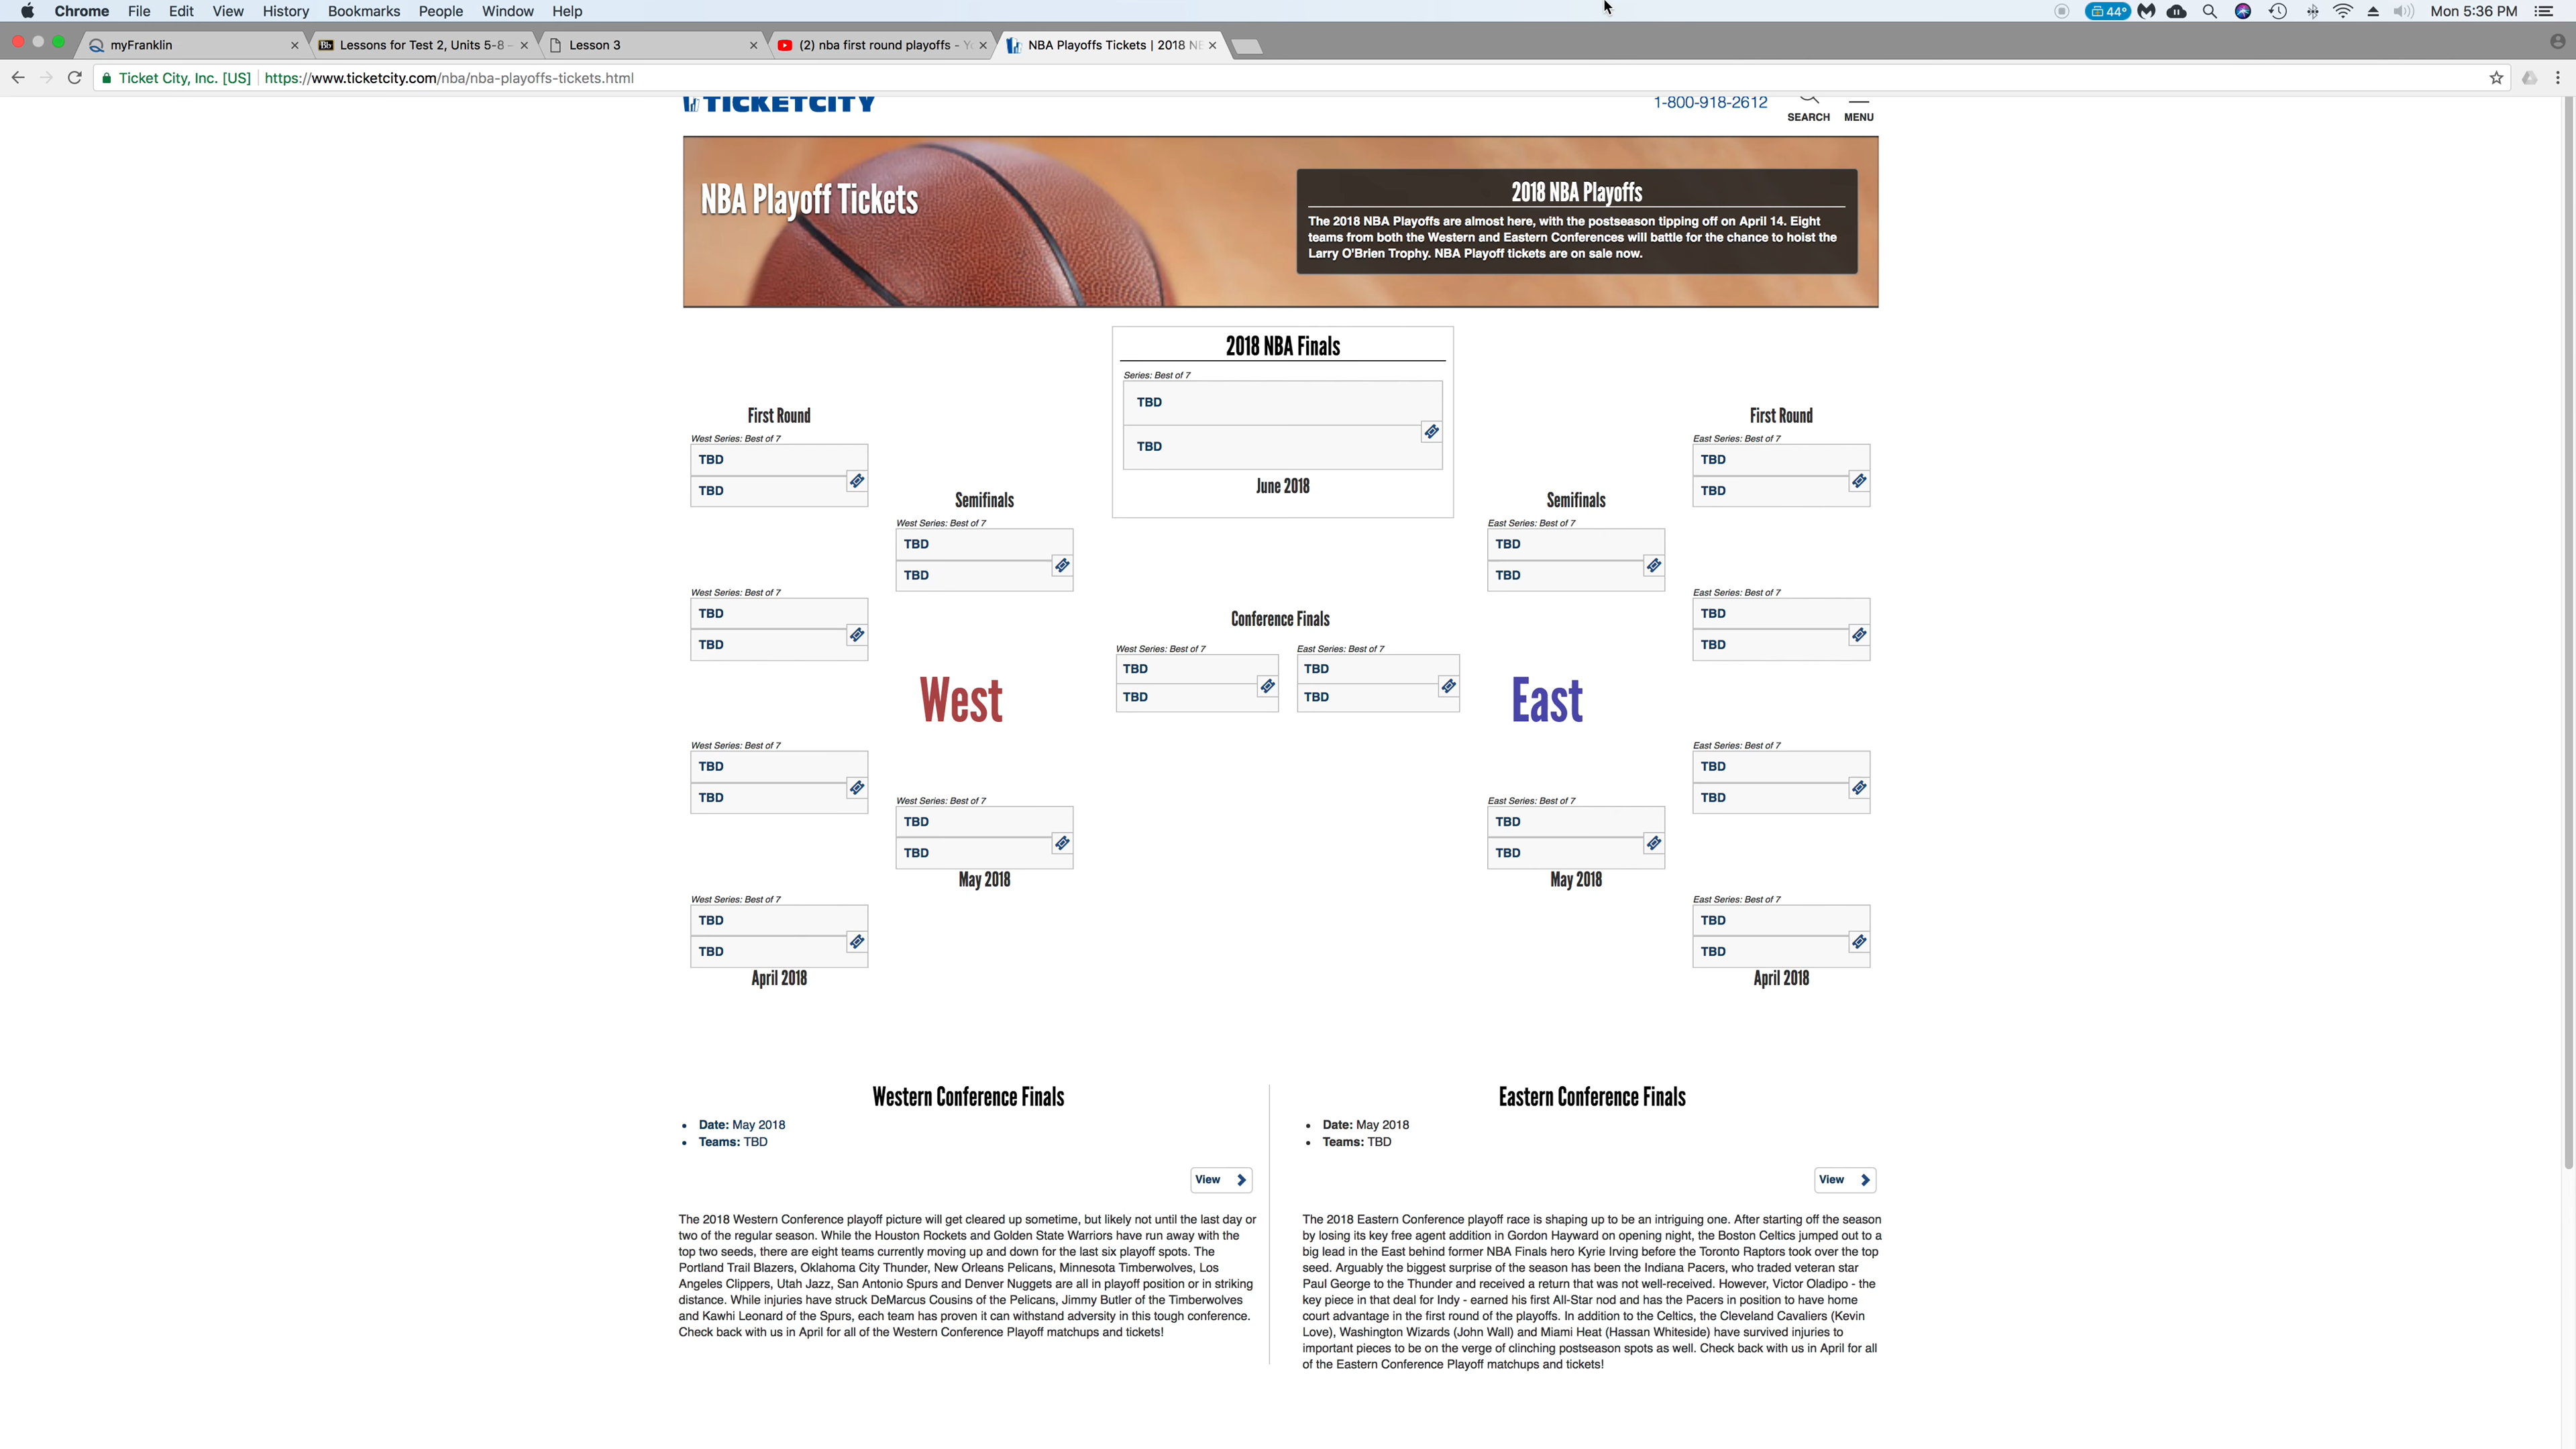 Chrome File Edit View History Bookmarks People Window Help 44° Mon 5:36 PM
myFranklin Lessons for Test 2, Units 5-8 - Lesson 3 (2) nba first round playoffs - NBA Playoffs Tickets | 2018
Ticket City, Inc. [US] https://www.ticketcity.com/nba/nba-playoffs-tickets.html
TICKETCITY 1-800-918-2612
SEARCH MENU
NBA Playoff Tickets
2018 NBA Playoffs
The 2018 NBA Playoffs are almost here, with the postseason tipping off on April 14. Eight
teams from both the Western and Eastern Conferences will battle for the chance to hoist the
Larry O'Brien Trophy. NBA Playoff tickets are on sale now.
2018 NBA Finals
Series: Best of 7
TBD
TBD
June 2018
First Round
West Series: Best of 7
TBD
TBD
West Series: Best of 7
TBD
TBD
West Series: Best of 7
TBD
TBD
West Series: Best of 7
TBD
TBD
April 2018
Semifinals
West Series: Best of 7
TBD
TBD
West
West Series: Best of 7
TBD
TBD
May 2018
Conference Finals
West Series: Best of 7
TBD
TBD
East Series: Best of 7
TBD
TBD
Semifinals
East Series: Best of 7
TBD
TBD
East
East Series: Best of 7
TBD
TBD
May 2018
First Round
East Series: Best of 7
TBD
TBD
East Series: Best of 7
TBD
TBD
East Series: Best of 7
TBD
TBD
East Series: Best of 7
TBD
TBD
April 2018
Western Conference Finals
Date: May 2018
Teams: TBD
View
The 2018 Western Conference playoff picture will get cleared up sometime, but likely not until the last day or
two of the regular season. While the Houston Rockets and Golden State Warriors have run away with the
top two seeds, there are eight teams currently moving up and down for the last six playoff spots. The
Portland Trail Blazers, Oklahoma City Thunder, New Orleans Pelicans, Minnesota Timberwolves, Los
Angeles Clippers, Utah Jazz, San Antonio Spurs and Denver Nuggets are all in playoff position or in striking
distance. While injuries have struck DeMarcus Cousins of the Pelicans, Jimmy Butler of the Timberwolves
and Kawhi Leonard of the Spurs, each team has proven it can withstand adversity in this tough conference.
Check back with us in April for all of the Western Conference Playoff matchups and tickets!
Eastern Conference Finals
Date: May 2018
Teams: TBD
View
The 2018 Eastern Conference playoff race is shaping up to be an intriguing one. After starting off the season
by losing its key free agent addition in Gordon Hayward on opening night, the Boston Celtics jumped out to a
big lead in the East behind former NBA Finals hero Kyrie Irving before the Toronto Raptors took over the top
seed. Arguably the biggest surprise of the season has been the Indiana Pacers, who traded veteran star
Paul George to the Thunder and received a return that was not well-received. However, Victor Oladipo - the
key piece in that deal for Indy - earned his first All-Star nod and has the Pacers in position to have home
court advantage in the first round of the playoffs. In addition to the Celtics, the Cleveland Cavaliers (Kevin
Love), Washington Wizards (John Wall) and Miami Heat (Hassan Whiteside) have survived injuries to
important pieces to be on the verge of clinching postseason spots as well. Check back with us in April for all
of the Eastern Conference Playoff matchups and tickets!